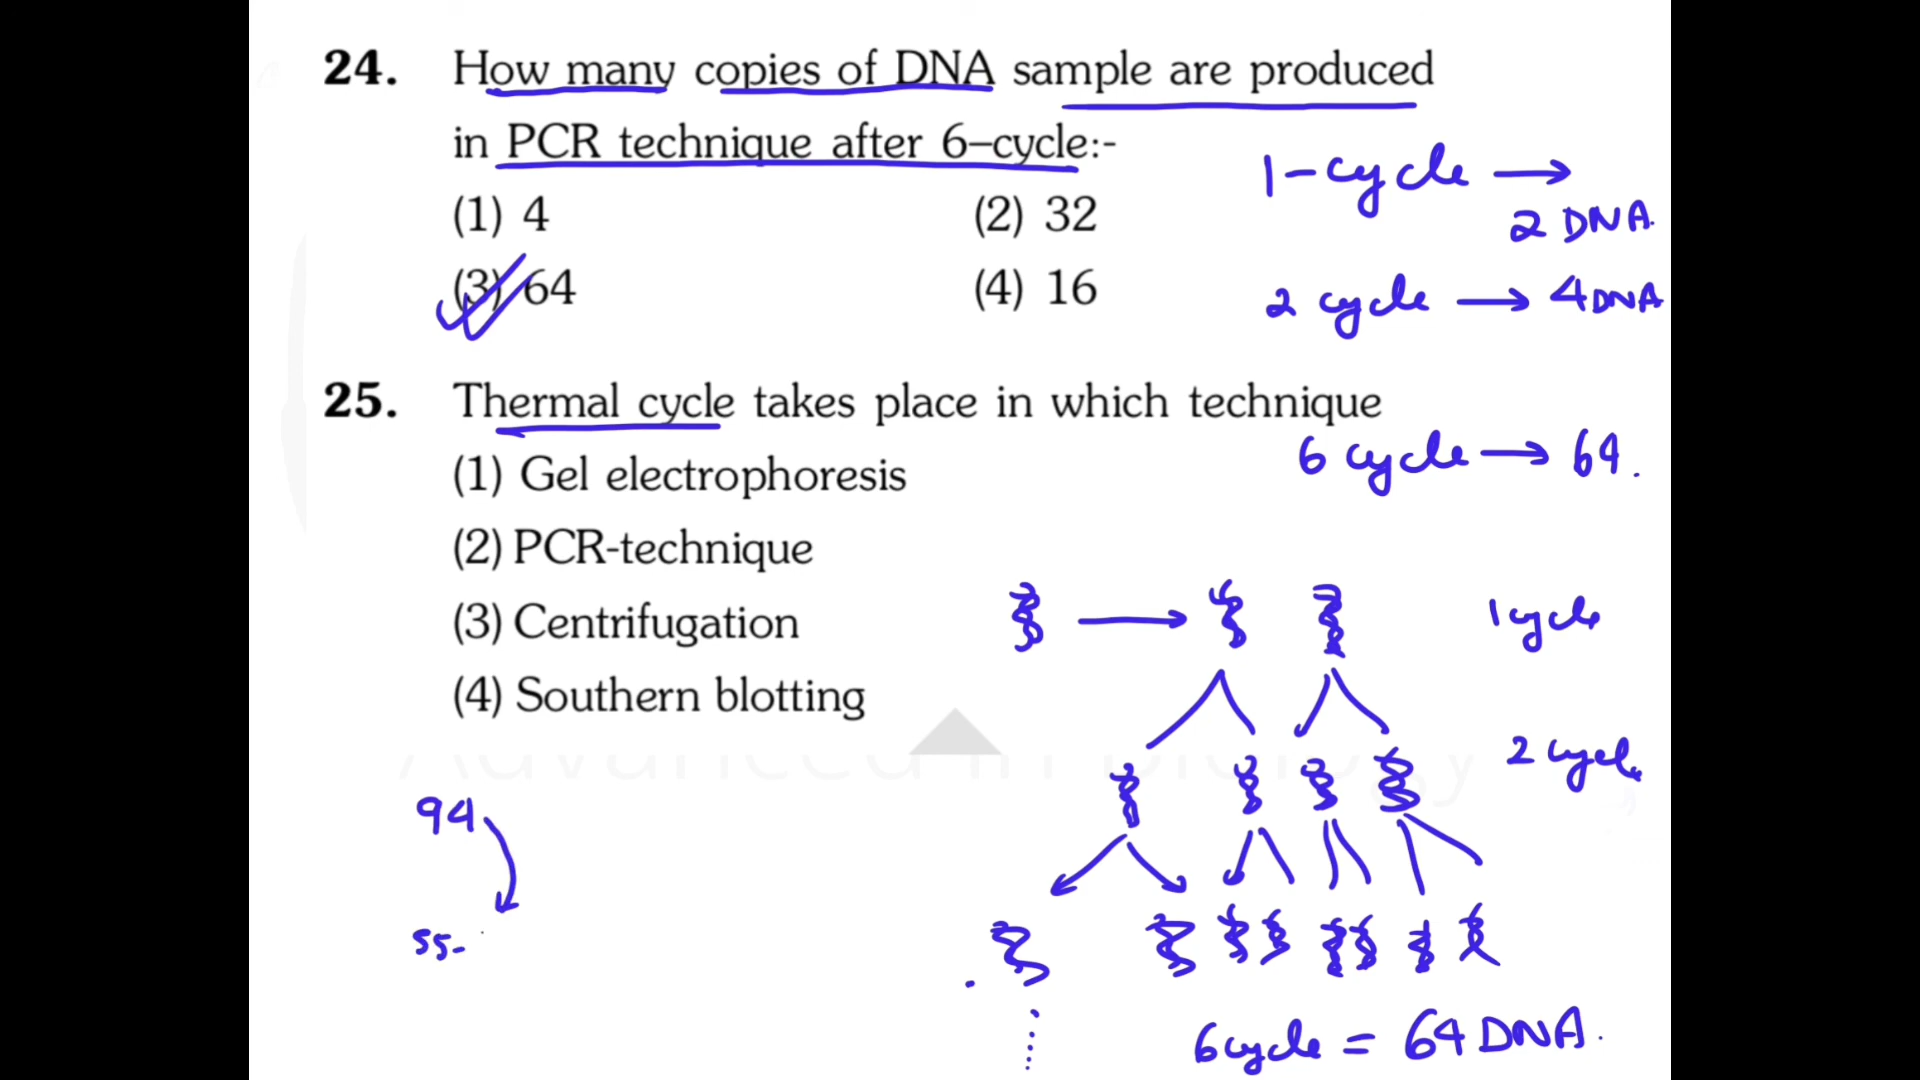 24. How many copies of DNA sample are produced
in PCR technique after 6–cycle:-
(1) 4 (2) 32
(3) 64 (4) 16
1-cycle →
2 DNA.
2 cycle → 4 DNA
25. Thermal cycle takes place in which technique
(1) Gel electrophoresis
(2) PCR-technique
(3) Centrifugation
(4) Southern blotting
6 cycle → 64.
1 cycle
2 cycle
94
55-
6 cycle = 64 DNA.